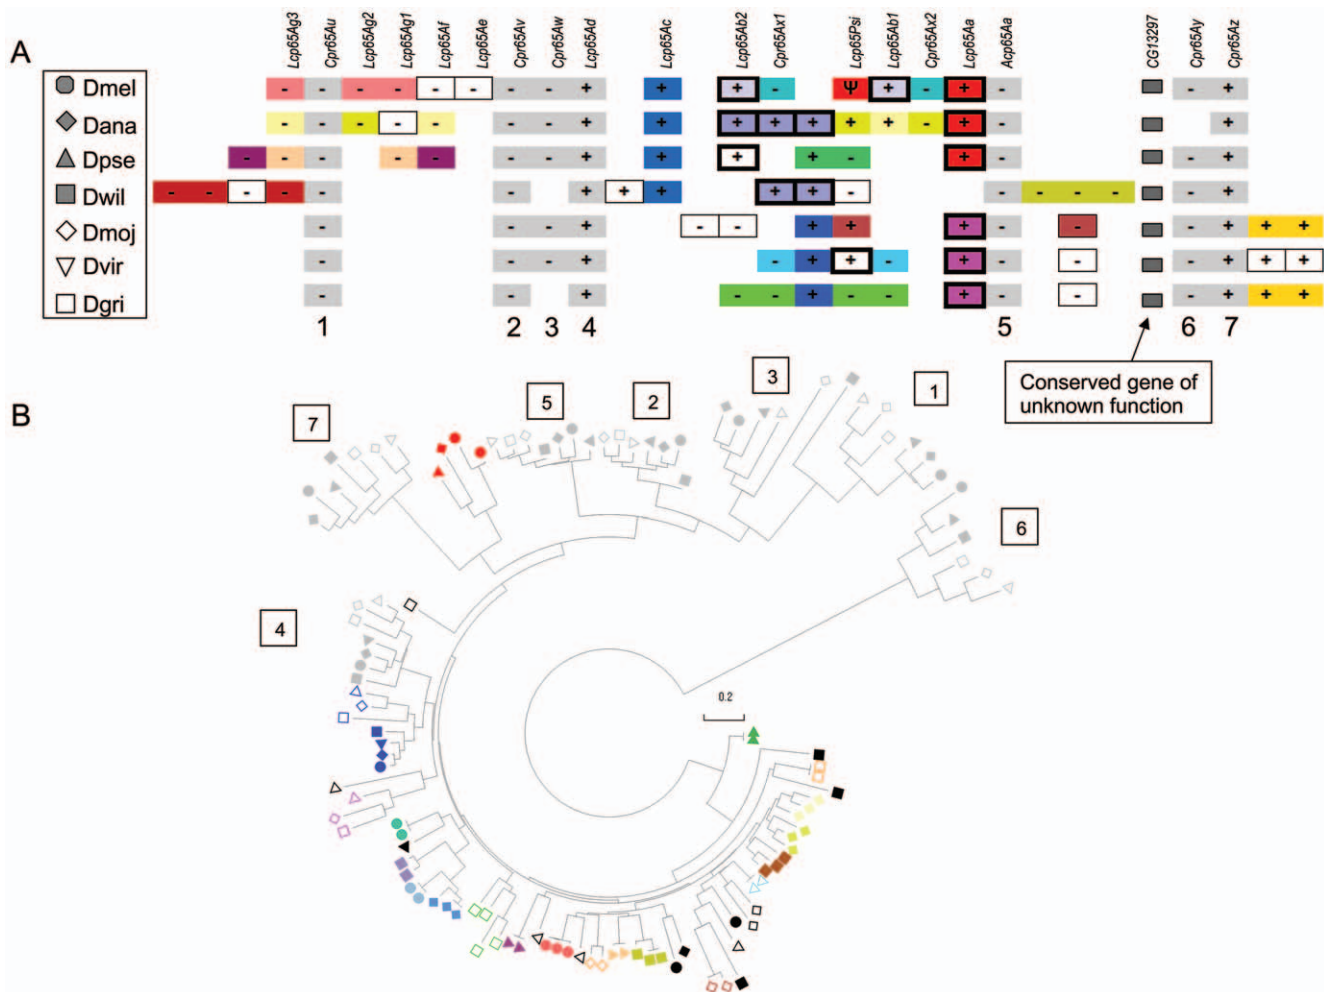 A
Lcp65Ag3
Cpr65Au
Lcp65Ag2
Lcp65Ag1
Lcp65Af
Lcp65Ae
Cpr65Av
Cpr65Aw
Lcp65Ad
Lcp65Ac
Lcp65Ab2
Cpr65Ax1
Lcp65Psi
Lcp65Ab1
Cpr65Ax2
Lcp65Aa
Acp65Aa
CG13297
Cpr65Ay
Cpr65Az
Dmel
Dana
Dpse
Dwil
Dmoj
Dvir
Dgri
- - - - - - - - + + + - Ψ + - + - - +
- - - - - - - + + + + + + + - + - +
- - - - - - + + + + - + - - +
- - - - - - + + + + + - - - - - - +
- - - + - - + + + - - - + + +
- - - + - + + - + - - - + + +
- - + - - + - - + - - - + + +
1 2 3 4 5 6 7
Conserved gene of
unknown function
B
7
5
2
3
1
6
4
0.2